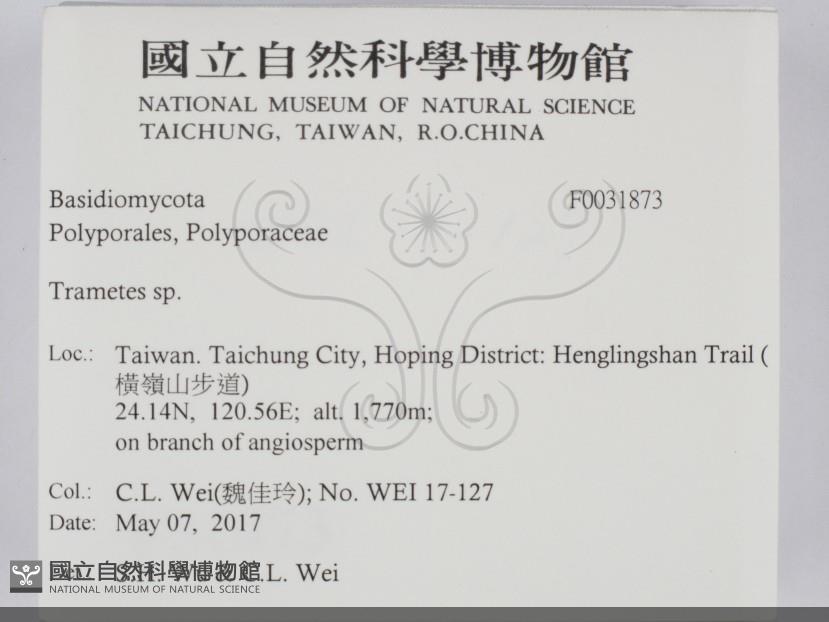 國立自然科學博物館
NATIONAL MUSEUM OF NATURAL SCIENCE
TAICHUNG, TAIWAN, R.O.CHINA
Basidiomycota F0031873
Polyporales, Polyporaceae
Trametes sp.
Loc.: Taiwan. Taichung City, Hoping District: Henglingshan Trail (
橫嶺山步道)
24.14N, 120.56E; alt. 1,770m;
on branch of angiosperm
Col.: C.L. Wei(魏佳玲); No. WEI 17-127
Date: May 07, 2017
S.H. Wu & C.L. Wei
國立自然科學博物館
NATIONAL MUSEUM OF NATURAL SCIENCE